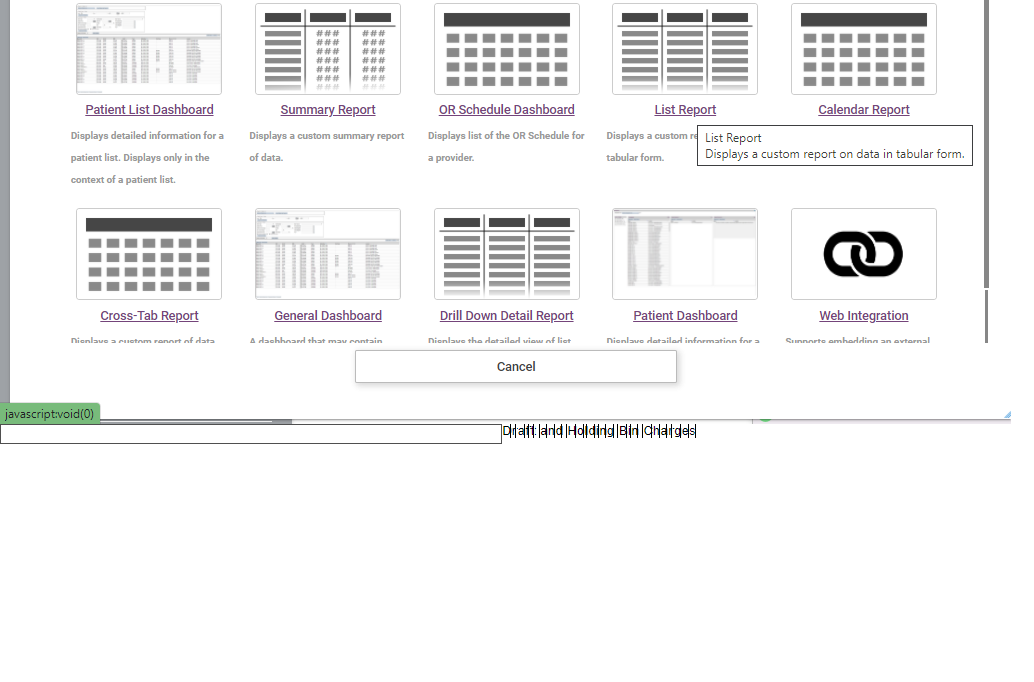 Patient List Dashboard
Summary Report
OR Schedule Dashboard
List Report
Calendar Report
Displays detailed information for a
patient list. Displays only in the
context of a patient list.
Displays a custom summary report
of data.
Displays list of the OR Schedule for
a provider.
Displays a custom re
tabular form.
List Report
Displays a custom report on data in tabular form.
Cross-Tab Report
General Dashboard
Drill Down Detail Report
Patient Dashboard
Web Integration
Displays a custom report of data
A dashboard that may contain
Displays the detailed view of list
Displays detailed information for a
Supports embedding an external
Cancel
javascript:void(0)
Draft and Holding Bin Charges